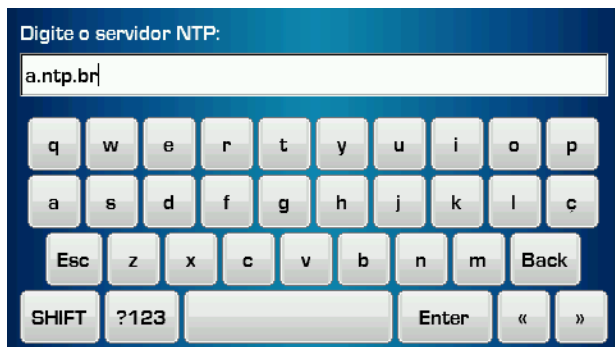 Digite o servidor NTP:
a.ntp.br
q w e r t y u i o p
a s d f g h j k l ç
Esc z x c v b n m Back
SHIFT ?123 Enter « »